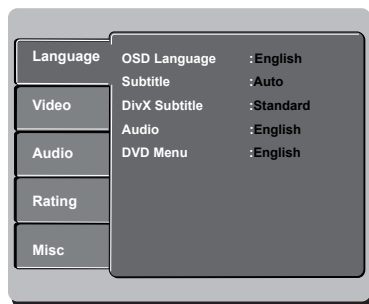 Language
Video
Audio
Rating
Misc
OSD Language :English
Subtitle :Auto
DivX Subtitle :Standard
Audio :English
DVD Menu :English